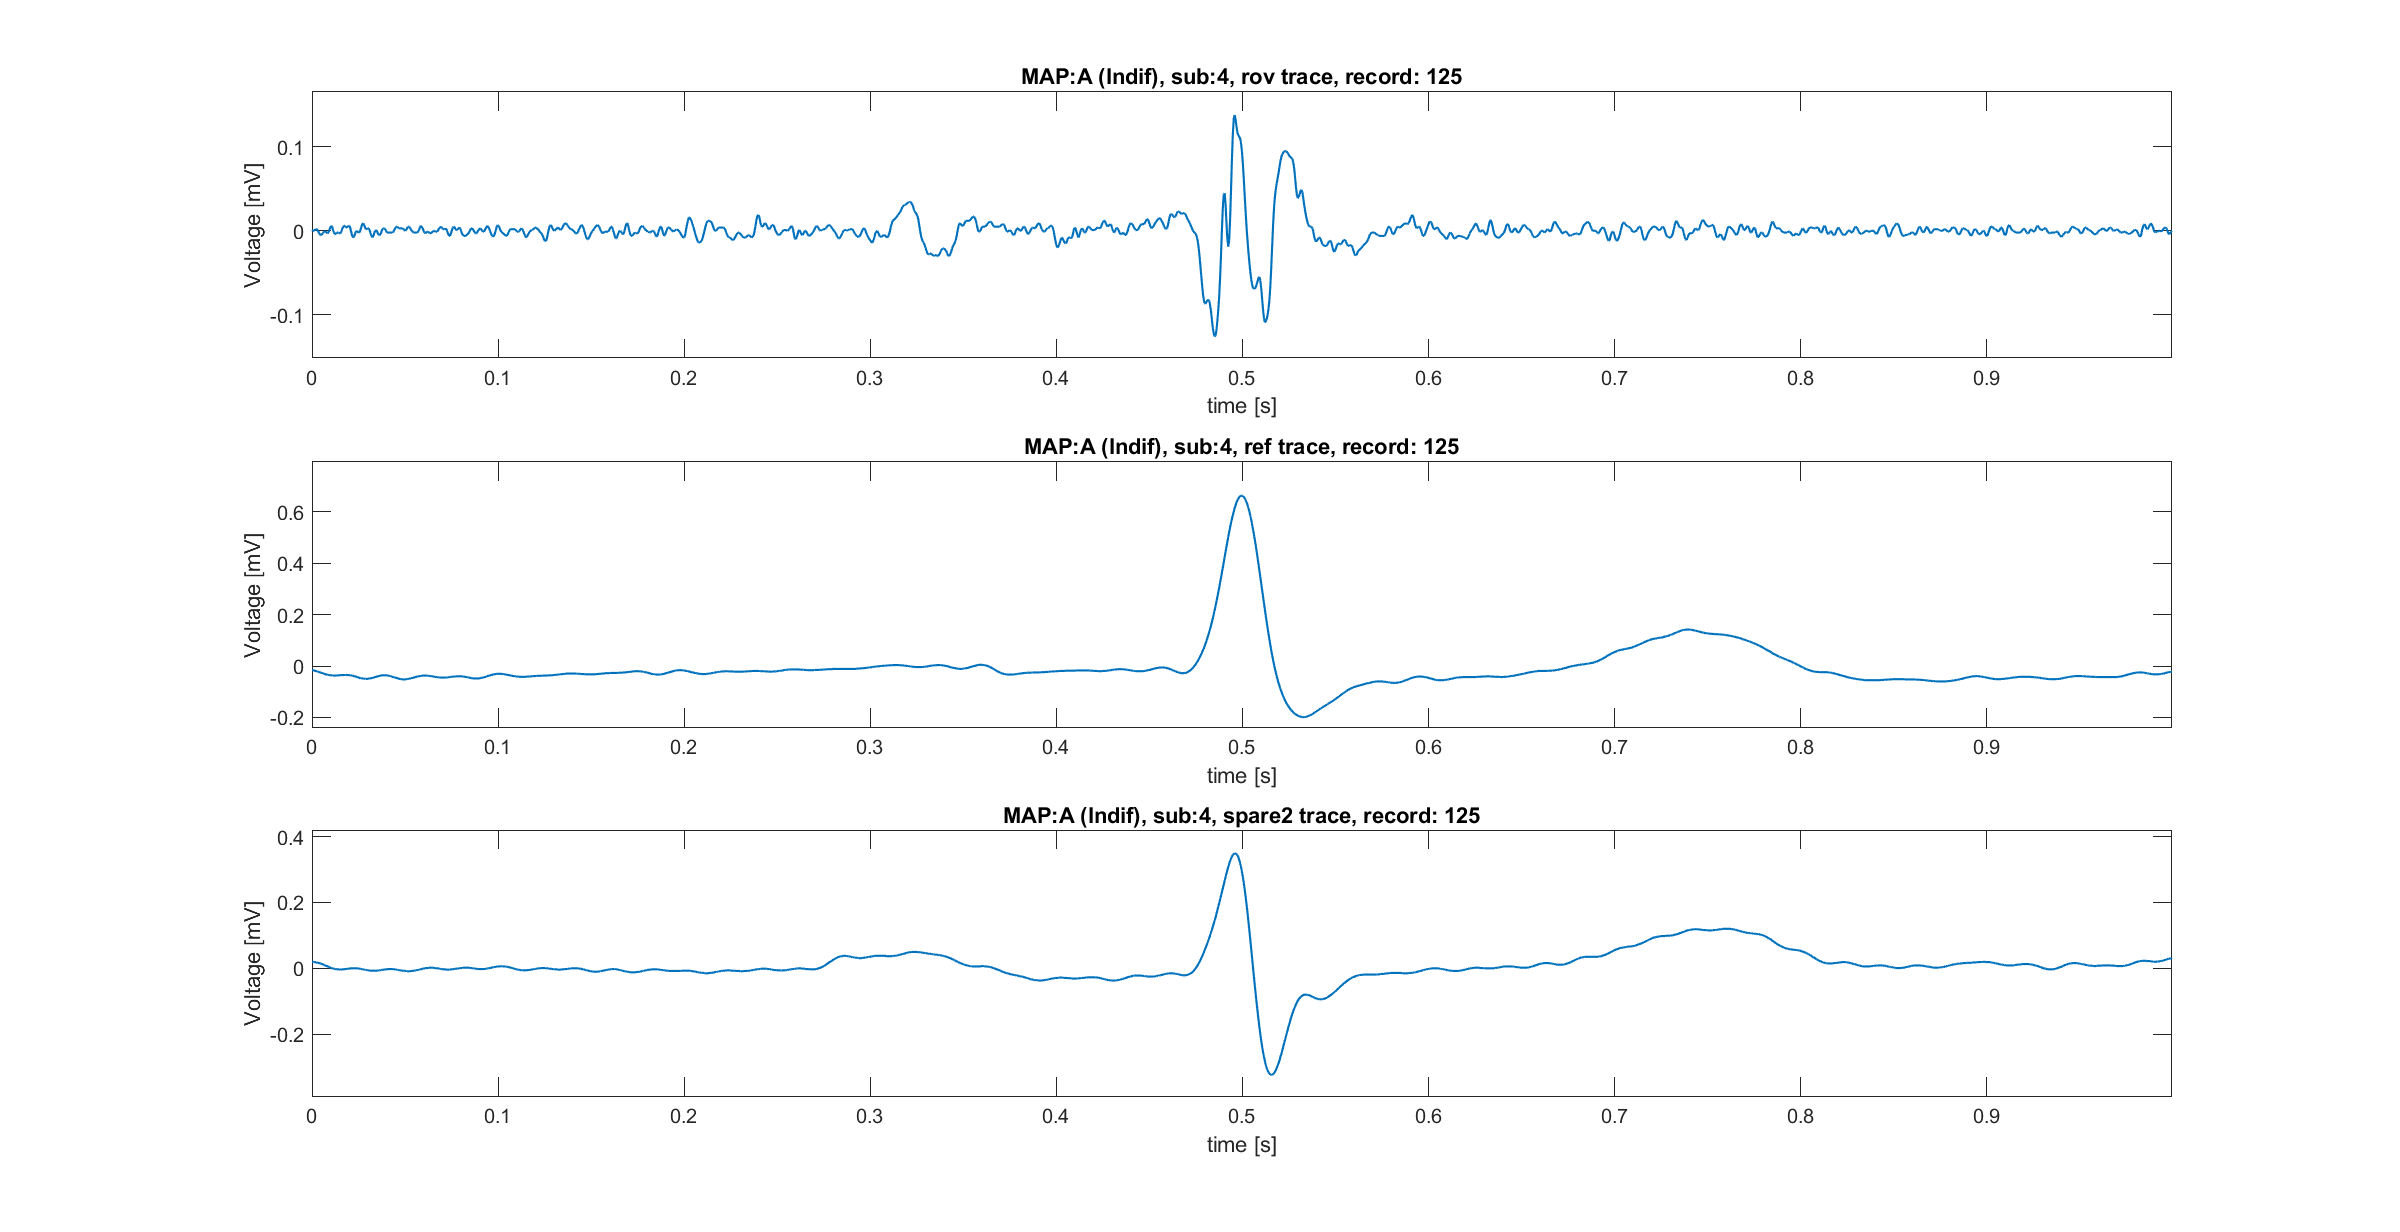 MAP:A (Indif), sub:4, rov trace, record: 125
Voltage [mV]
0.1
0
-0.1
0 0.1 0.2 0.3 0.4 0.5 0.6 0.7 0.8 0.9
time [s]
MAP:A (Indif), sub:4, ref trace, record: 125
Voltage [mV]
0.6
0.4
0.2
0
-0.2
0 0.1 0.2 0.3 0.4 0.5 0.6 0.7 0.8 0.9
time [s]
MAP:A (Indif), sub:4, spare2 trace, record: 125
Voltage [mV]
0.4
0.2
0
-0.2
0 0.1 0.2 0.3 0.4 0.5 0.6 0.7 0.8 0.9
time [s]